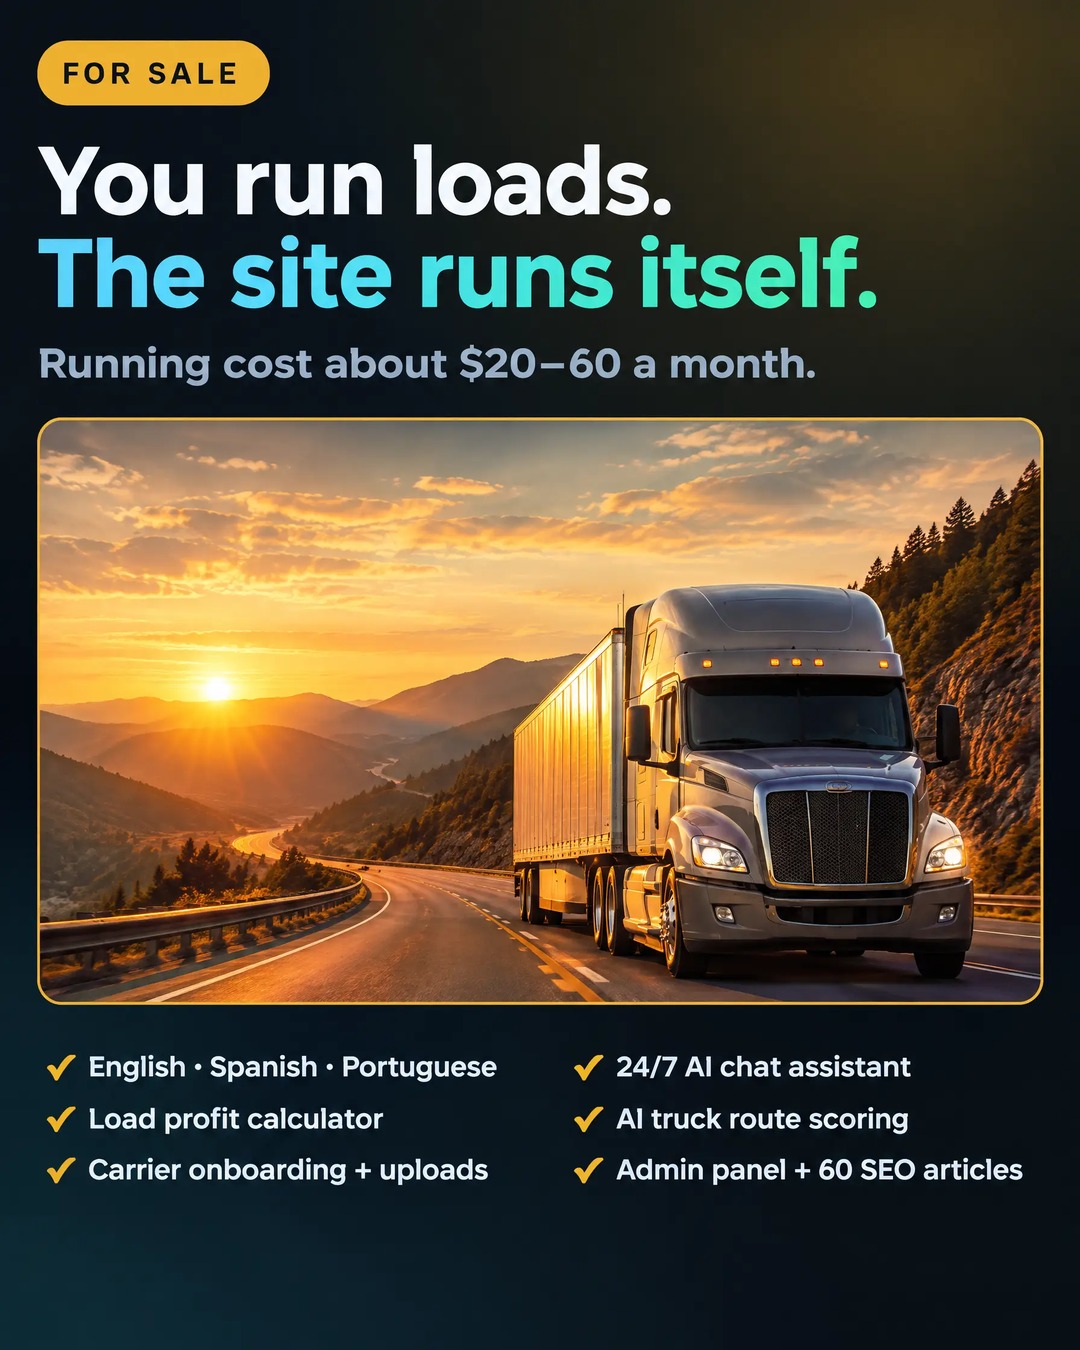 FOR SALE
You run loads.
The site runs itself.
Running cost about $20–60 a month.
✔ English · Spanish · Portuguese
✔ Load profit calculator
✔ Carrier onboarding + uploads
✔ 24/7 AI chat assistant
✔ AI truck route scoring
✔ Admin panel + 60 SEO articles